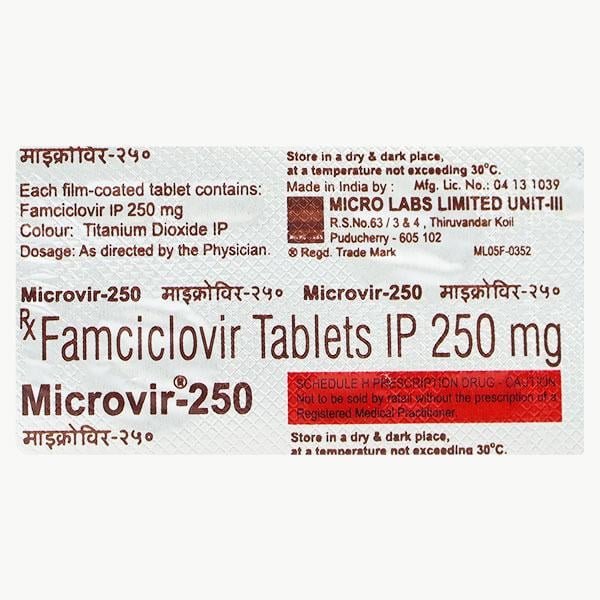 माइक्रोविर-२५०
Each film-coated tablet contains:
Famciclovir IP 250 mg
Colour: Titanium Dioxide IP
Dosage: As directed by the Physician.
Store in a dry & dark place,
at a temperature not exceeding 30°C.
Made in India by : Mfg. Lic. No.: 04 13 1039
MICRO LABS LIMITED UNIT-III
R.S.No.63 / 3 & 4 , Thiruvandar Koil
Puducherry - 605 102
® Regd. Trade Mark ML05F-0352
Microvir-250 माइक्रोविर-२५० Microvir-250 माइक्रोविर-२५०
Rx Famciclovir Tablets IP 250 mg
Microvir®-250
माइक्रोविर-२५०
SCHEDULE H PRESCRIPTION DRUG - CAUTION
Not to be sold by retail without the prescription of a
Registered Medical Practitioner.
Store in a dry & dark place,
at a temperature not exceeding 30°C.